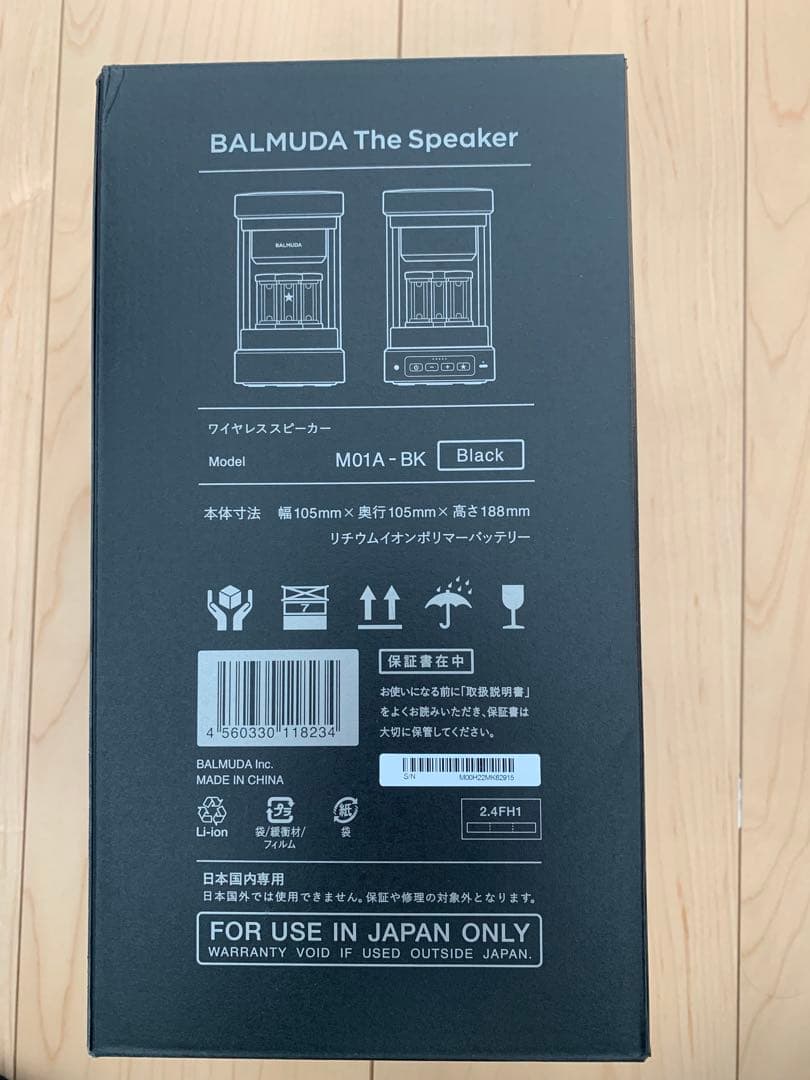 BALMUDA The Speaker
BALMUDA
ワイヤレススピーカー
Model M01A - BK Black
本体寸法 幅105mm×奥行105mm×高さ188mm
リチウムイオンポリマーバッテリー
7
保証書在中
お使いになる前に「取扱説明書」
をよくお読みいただき、保証書は
大切に保管してください。
4 560330 118234
BALMUDA Inc.
MADE IN CHINA
S/N M00H22MK62915
Li-ion
プラ
袋/緩衝材/
フィルム
紙
袋
2.4FH1
日本国内専用
日本国外では使用できません。保証や修理の対象外となります。
FOR USE IN JAPAN ONLY
WARRANTY VOID IF USED OUTSIDE JAPAN.